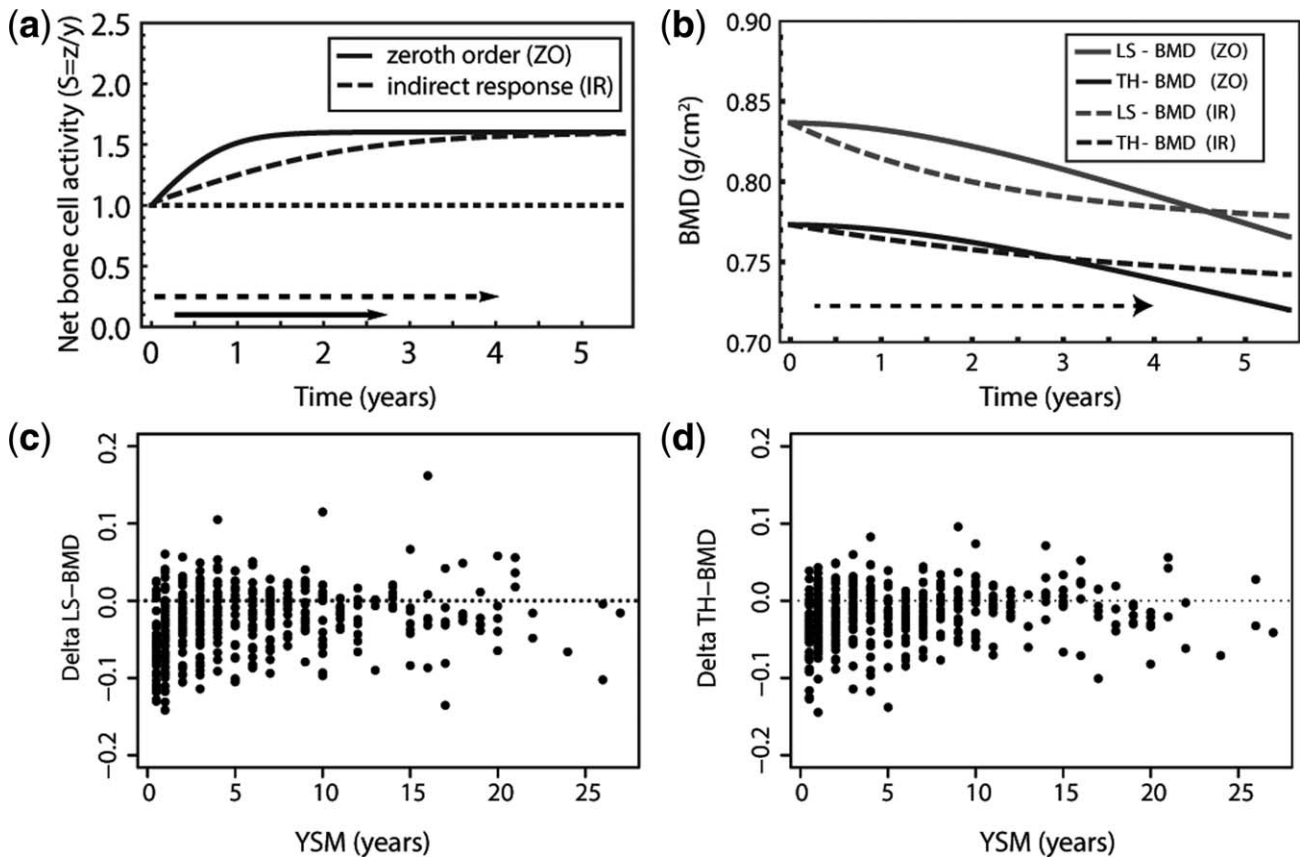 (a)
Net bone cell activity (S=z/y)
2.5
2.0
1.5
1.0
0.5
0.0
zeroth order (ZO)
indirect response (IR)
0 1 2 3 4 5
Time (years)
(b)
BMD (g/cm²)
0.90
0.85
0.80
0.75
0.70
LS - BMD (ZO)
TH- BMD (ZO)
LS - BMD (IR)
TH- BMD (IR)
0 1 2 3 4 5
Time (years)
(c)
Delta LS–BMD
0.2
0.1
0.0
−0.1
−0.2
0 5 10 15 20 25
YSM (years)
(d)
Delta TH–BMD
0.2
0.1
0.0
−0.1
−0.2
0 5 10 15 20 25
YSM (years)